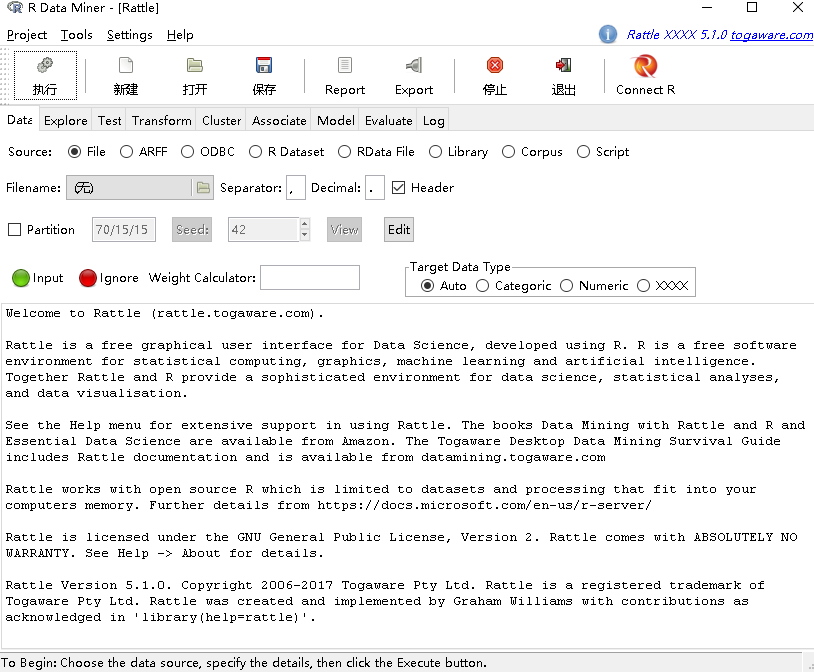 R Data Miner - [Rattle]
Project Tools Settings Help
Rattle XXXX 5.1.0 togaware.com
执行 新建 打开 保存 Report Export 停止 退出 Connect R
Data Explore Test Transform Cluster Associate Model Evaluate Log
Source: File ARFF ODBC R Dataset RData File Library Corpus Script
Filename: (无) Separator: , Decimal: . Header
Partition 70/15/15 Seed: 42 View Edit
Target Data Type
Input Ignore Weight Calculator: Auto Categoric Numeric XXXX
Welcome to Rattle (rattle.togaware.com).
Rattle is a free graphical user interface for Data Science, developed using R. R is a free software
environment for statistical computing, graphics, machine learning and artificial intelligence.
Together Rattle and R provide a sophisticated environment for data science, statistical analyses,
and data visualisation.
See the Help menu for extensive support in using Rattle. The books Data Mining with Rattle and R and
Essential Data Science are available from Amazon. The Togaware Desktop Data Mining Survival Guide
includes Rattle documentation and is available from datamining.togaware.com
Rattle works with open source R which is limited to datasets and processing that fit into your
computers memory. Further details from https://docs.microsoft.com/en-us/r-server/
Rattle is licensed under the GNU General Public License, Version 2. Rattle comes with ABSOLUTELY NO
WARRANTY. See Help -> About for details.
Rattle Version 5.1.0. Copyright 2006-2017 Togaware Pty Ltd. Rattle is a registered trademark of
Togaware Pty Ltd. Rattle was created and implemented by Graham Williams with contributions as
acknowledged in 'library(help=rattle)'.
To Begin: Choose the data source, specify the details, then click the Execute button.